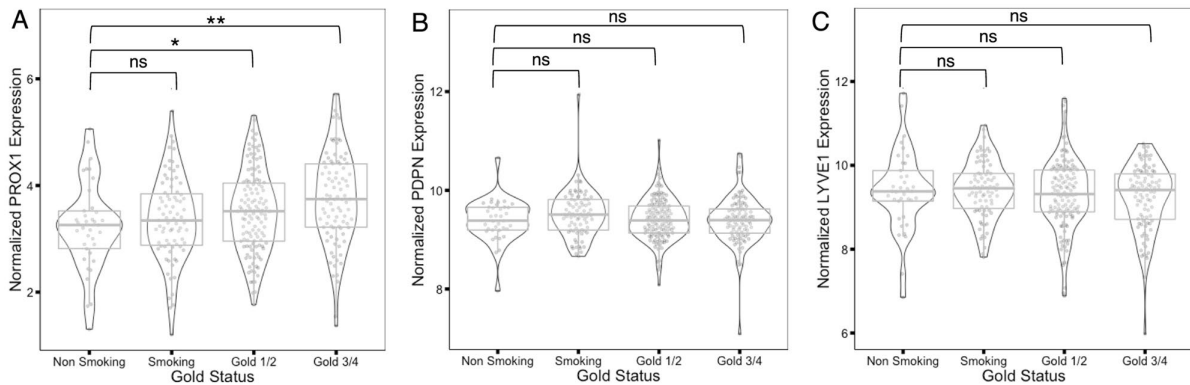 A
**
*
ns
6
4
2
Normalized PROX1 Expression
Non Smoking
Smoking
Gold 1/2
Gold 3/4
Gold Status
B
ns
ns
ns
12
10
8
Normalized PDPN Expression
Non Smoking
Smoking
Gold 1/2
Gold 3/4
Gold Status
C
ns
ns
ns
12
10
8
6
Normalized LYVE1 Expression
Non Smoking
Smoking
Gold 1/2
Gold 3/4
Gold Status